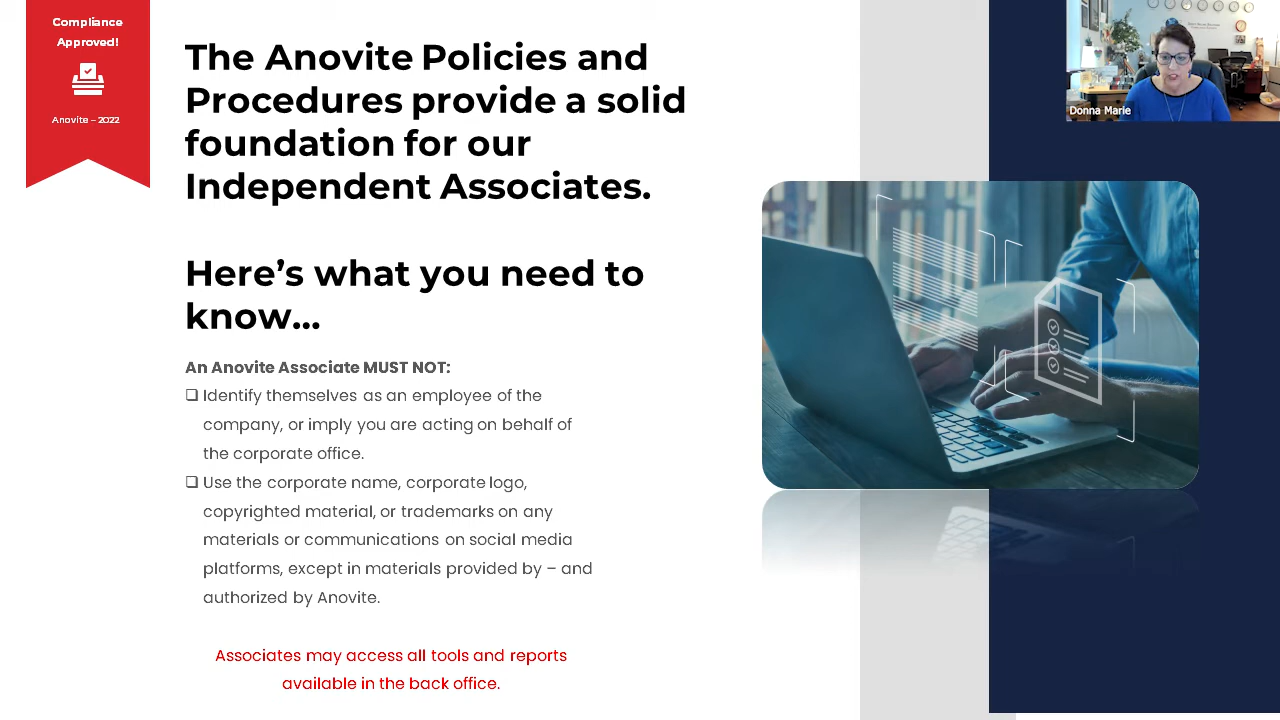 Compliance
Approved!
Anovite – 2022
The Anovite Policies and
Procedures provide a solid
foundation for our
Independent Associates.
Here’s what you need to
know…
An Anovite Associate MUST NOT:
❑ Identify themselves as an employee of the
company, or imply you are acting on behalf of
the corporate office.
❑ Use the corporate name, corporate logo,
copyrighted material, or trademarks on any
materials or communications on social media
platforms, except in materials provided by – and
authorized by Anovite.
Associates may access all tools and reports
available in the back office.
Donna Marie